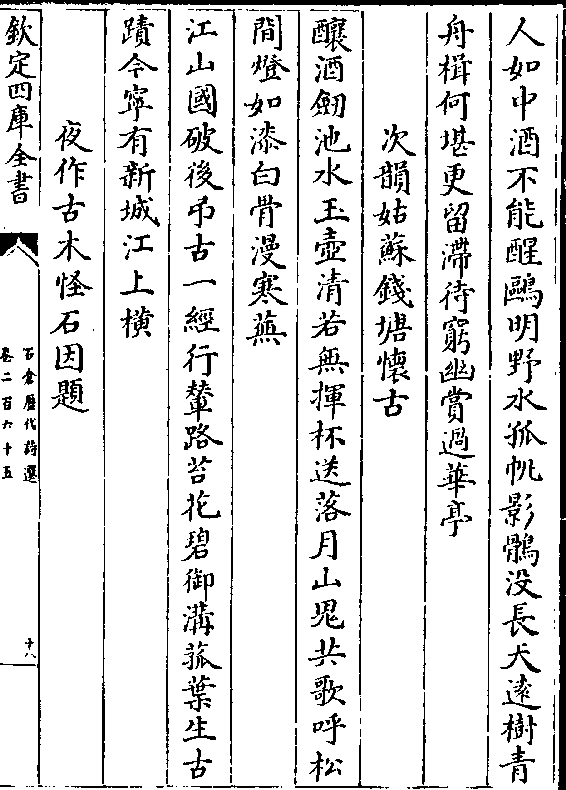 人如中酒不能醒鷗明野水孤帆影鶻没長天逺樹青
舟楫何堪更留滯待窮幽賞過華亭
次韻姑蘇錢塘懷古
釀酒劒池水玉壺清若無揮杯送落月山鬼共歌呼松
間燈如漆白骨漫寒蕪
江山國破後弔古一經行輦路苔花碧御溝菰葉生古
蹟今寧有新城江上橫
夜作古木怪石因題
欽定四庫全書
石倉歴代詩選
卷二百六十五
十八